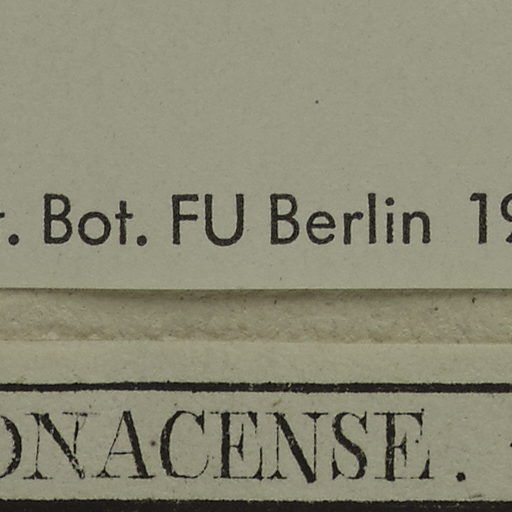 r. Bot. FU Berlin 19
ONACENSE.